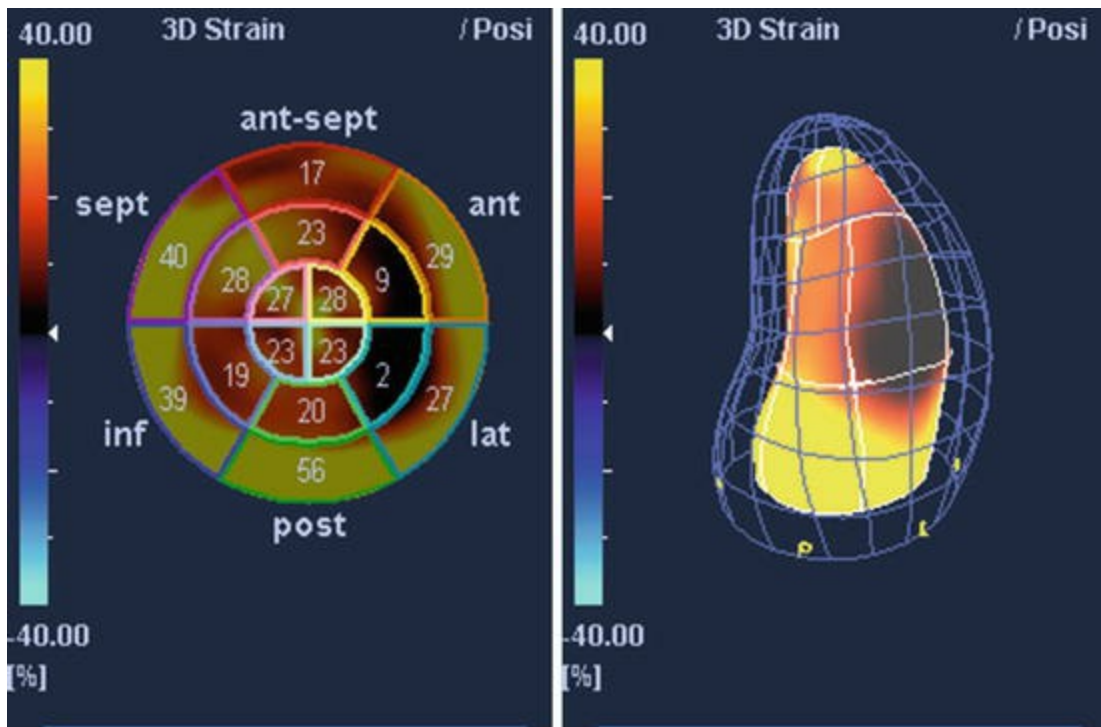 40.00 3D Strain / Posi
ant-sept
17
sept ant
23
40 28 9 29
27 28
23 23
39 19 2 27
20
inf lat
56
post
-40.00
[%]
40.00 3D Strain / Posi
-40.00
[%]